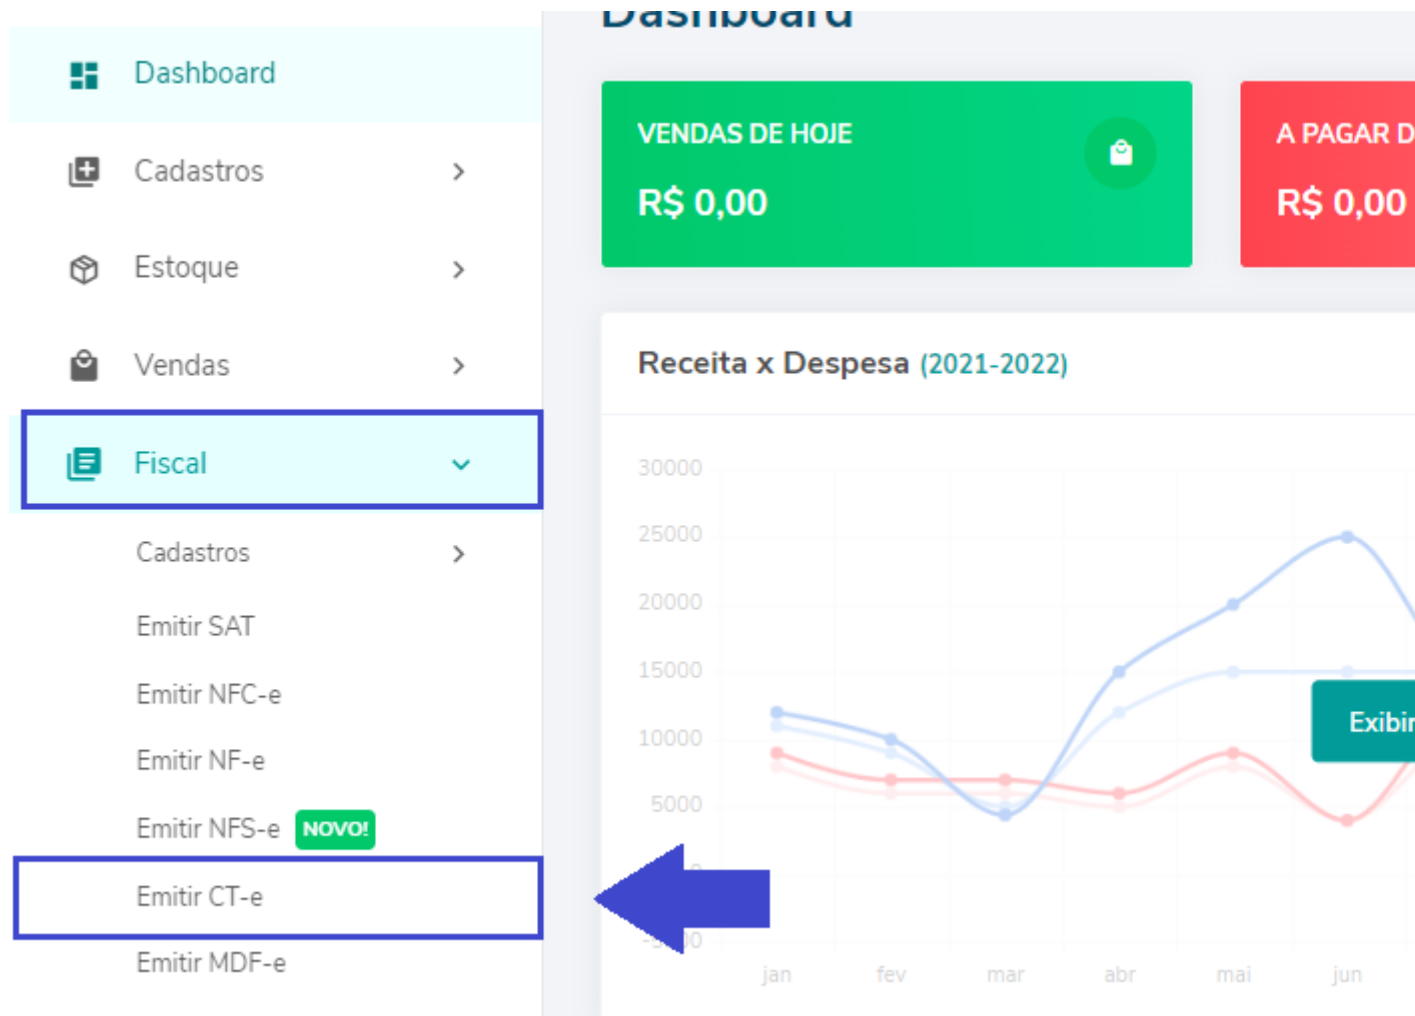 Dashboard
Dashboard
Cadastros
Estoque
Vendas
Fiscal
Cadastros
Emitir SAT
Emitir NFC-e
Emitir NF-e
Emitir NFS-e NOVO!
Emitir CT-e
Emitir MDF-e
VENDAS DE HOJE
R$ 0,00
A PAGAR D
R$ 0,00
Receita x Despesa (2021-2022)
30000
25000
20000
15000
10000
5000
0
jan fev mar abr mai jun
Exibir